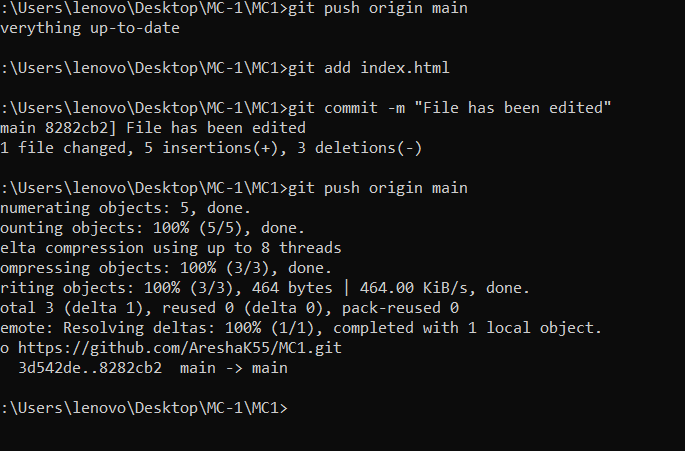 :\Users\lenovo\Desktop\MC-1\MC1>git push origin main
verything up-to-date
:\Users\lenovo\Desktop\MC-1\MC1>git add index.html
:\Users\lenovo\Desktop\MC-1\MC1>git commit -m "File has been edited"
main 8282cb2] File has been edited
1 file changed, 5 insertions(+), 3 deletions(-)
:\Users\lenovo\Desktop\MC-1\MC1>git push origin main
numerating objects: 5, done.
ounting objects: 100% (5/5), done.
elta compression using up to 8 threads
ompressing objects: 100% (3/3), done.
riting objects: 100% (3/3), 464 bytes | 464.00 KiB/s, done.
otal 3 (delta 1), reused 0 (delta 0), pack-reused 0
emote: Resolving deltas: 100% (1/1), completed with 1 local object.
o https://github.com/AreshaK55/MC1.git
3d542de..8282cb2  main -> main
:\Users\lenovo\Desktop\MC-1\MC1>